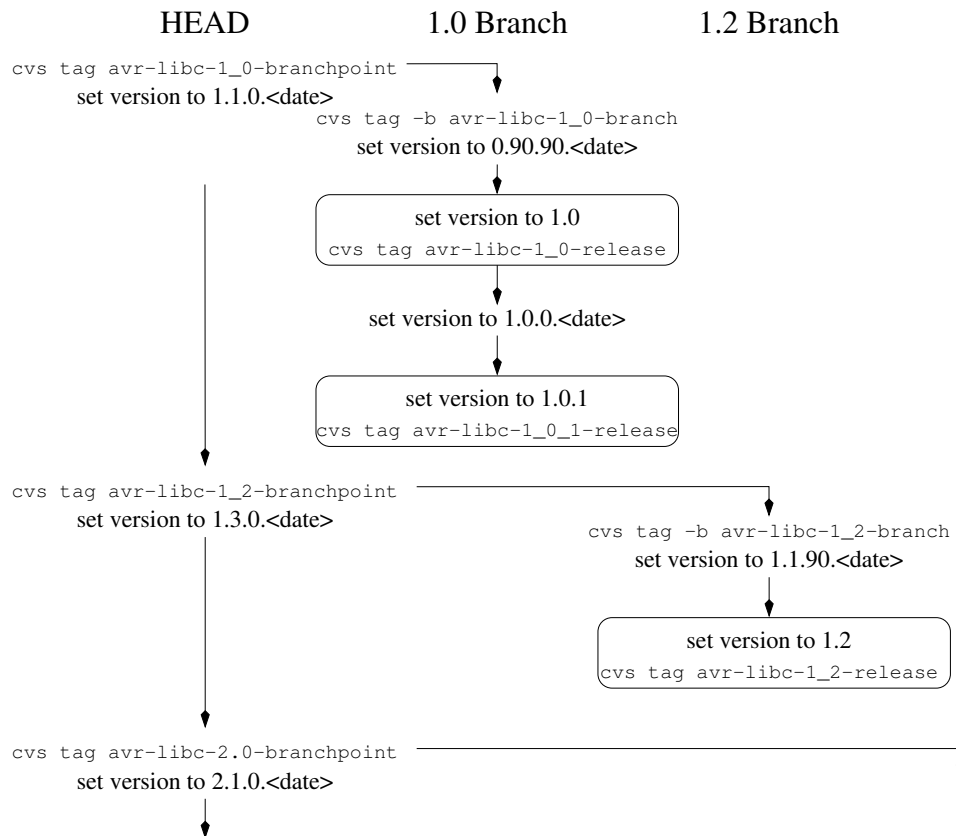 HEAD
1.0 Branch
1.2 Branch
cvs tag avr-libc-1_0-branchpoint
set version to 1.1.0.<date>
cvs tag -b avr-libc-1_0-branch
set version to 0.90.90.<date>
set version to 1.0
cvs tag avr-libc-1_0-release
set version to 1.0.0.<date>
set version to 1.0.1
cvs tag avr-libc-1_0_1-release
cvs tag avr-libc-1_2-branchpoint
set version to 1.3.0.<date>
cvs tag -b avr-libc-1_2-branch
set version to 1.1.90.<date>
set version to 1.2
cvs tag avr-libc-1_2-release
cvs tag avr-libc-2.0-branchpoint
set version to 2.1.0.<date>